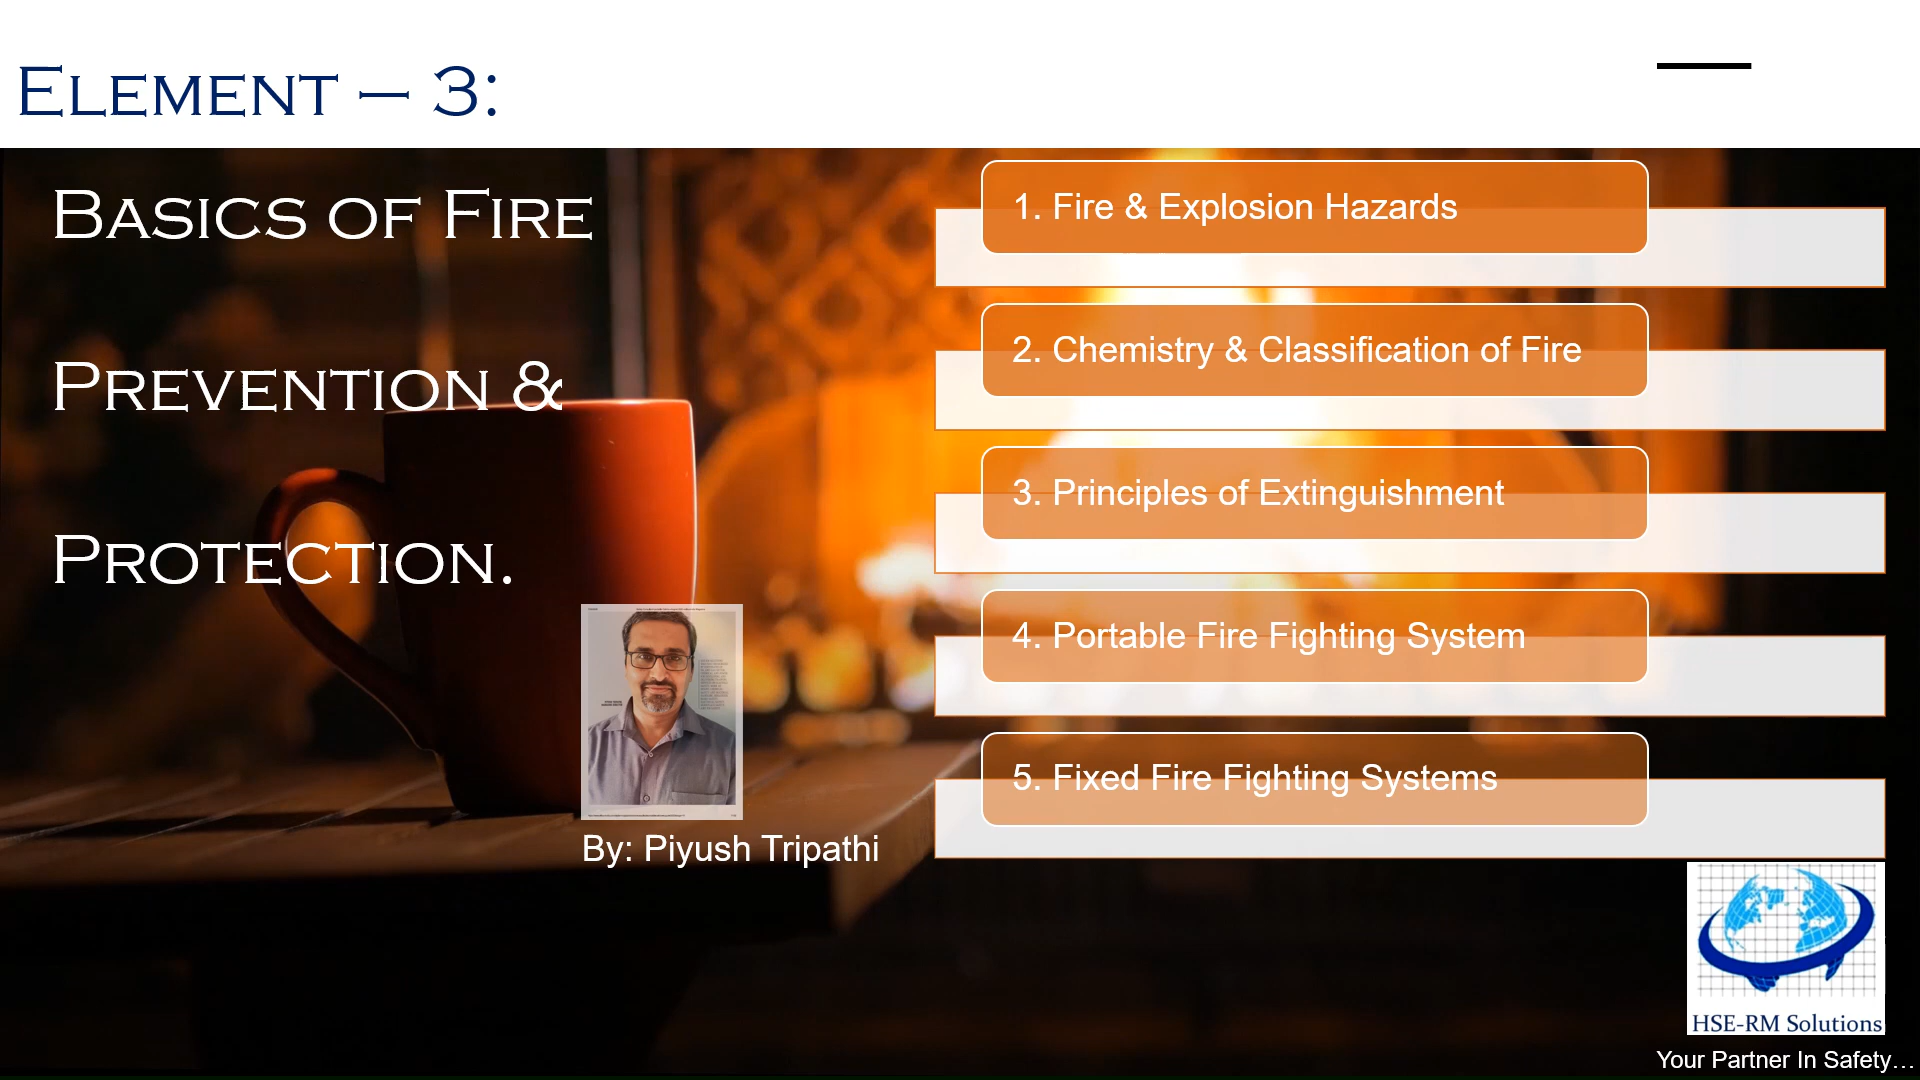 Element – 3:
Basics of Fire
Prevention &
Protection.
1. Fire & Explosion Hazards
2. Chemistry & Classification of Fire
3. Principles of Extinguishment
4. Portable Fire Fighting System
5. Fixed Fire Fighting Systems
By: Piyush Tripathi
HSE-RM Solutions
Your Partner In Safety…